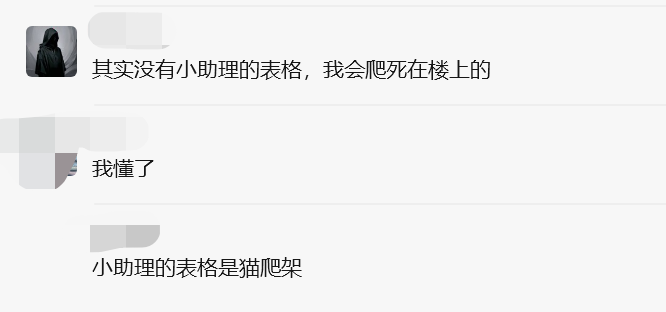 其实没有小助理的表格，我会爬死在楼上的
我懂了
小助理的表格是猫爬架